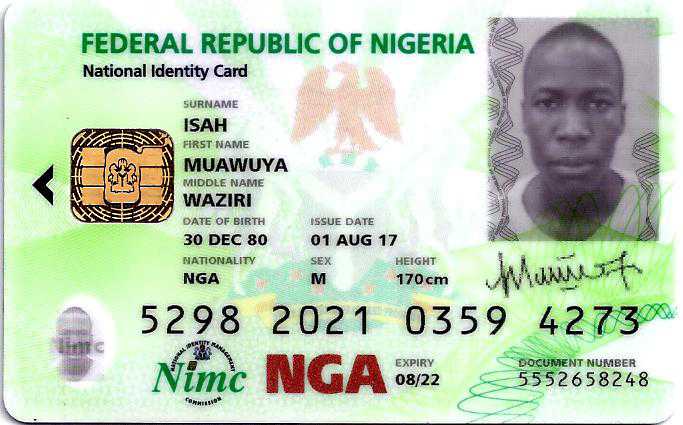 FEDERAL REPUBLIC OF NIGERIA
National Identity Card
SURNAME
ISAH
FIRST NAME
MUAWUYA
MIDDLE NAME
WAZIRI
DATE OF BIRTH ISSUE DATE
30 DEC 80 01 AUG 17
NATIONALITY SEX HEIGHT
NGA M 170cm
5298 2021 0359 4273
nimc
NATIONAL IDENTITY MANAGEMENT
Nimc
COMMISSION
NGA
EXPIRY
08/22
DOCUMENT NUMBER
5552658248